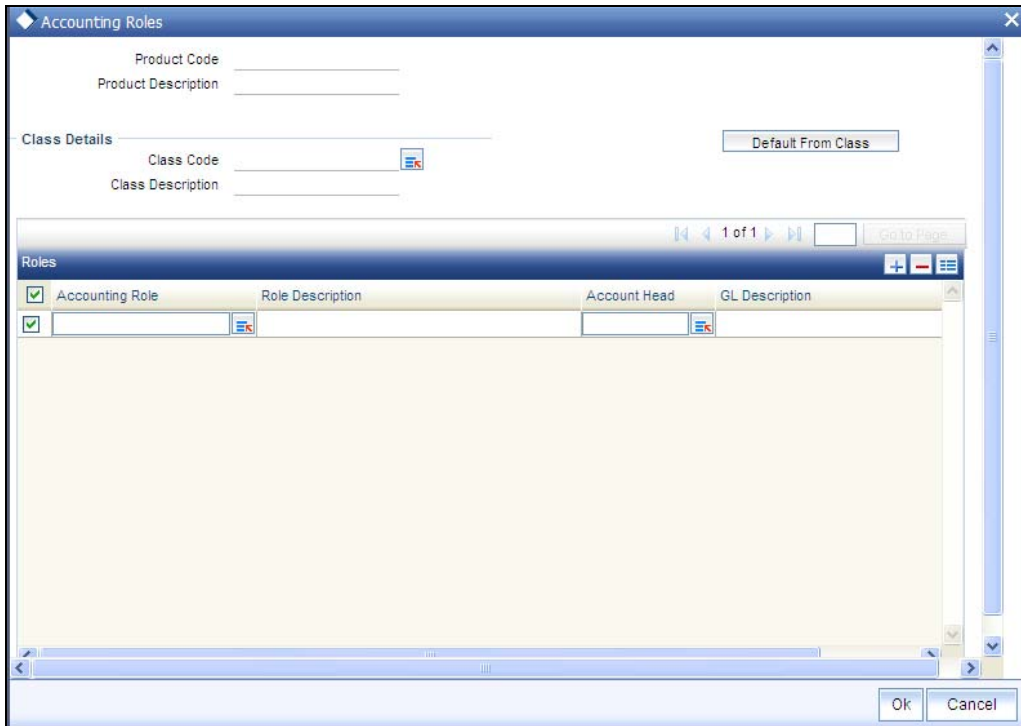 Accounting Roles
Product Code
Product Description
Class Details
Default From Class
Class Code
Class Description
1 of 1
Go to Page
Roles
Accounting Role Role Description Account Head GL Description
Ok Cancel